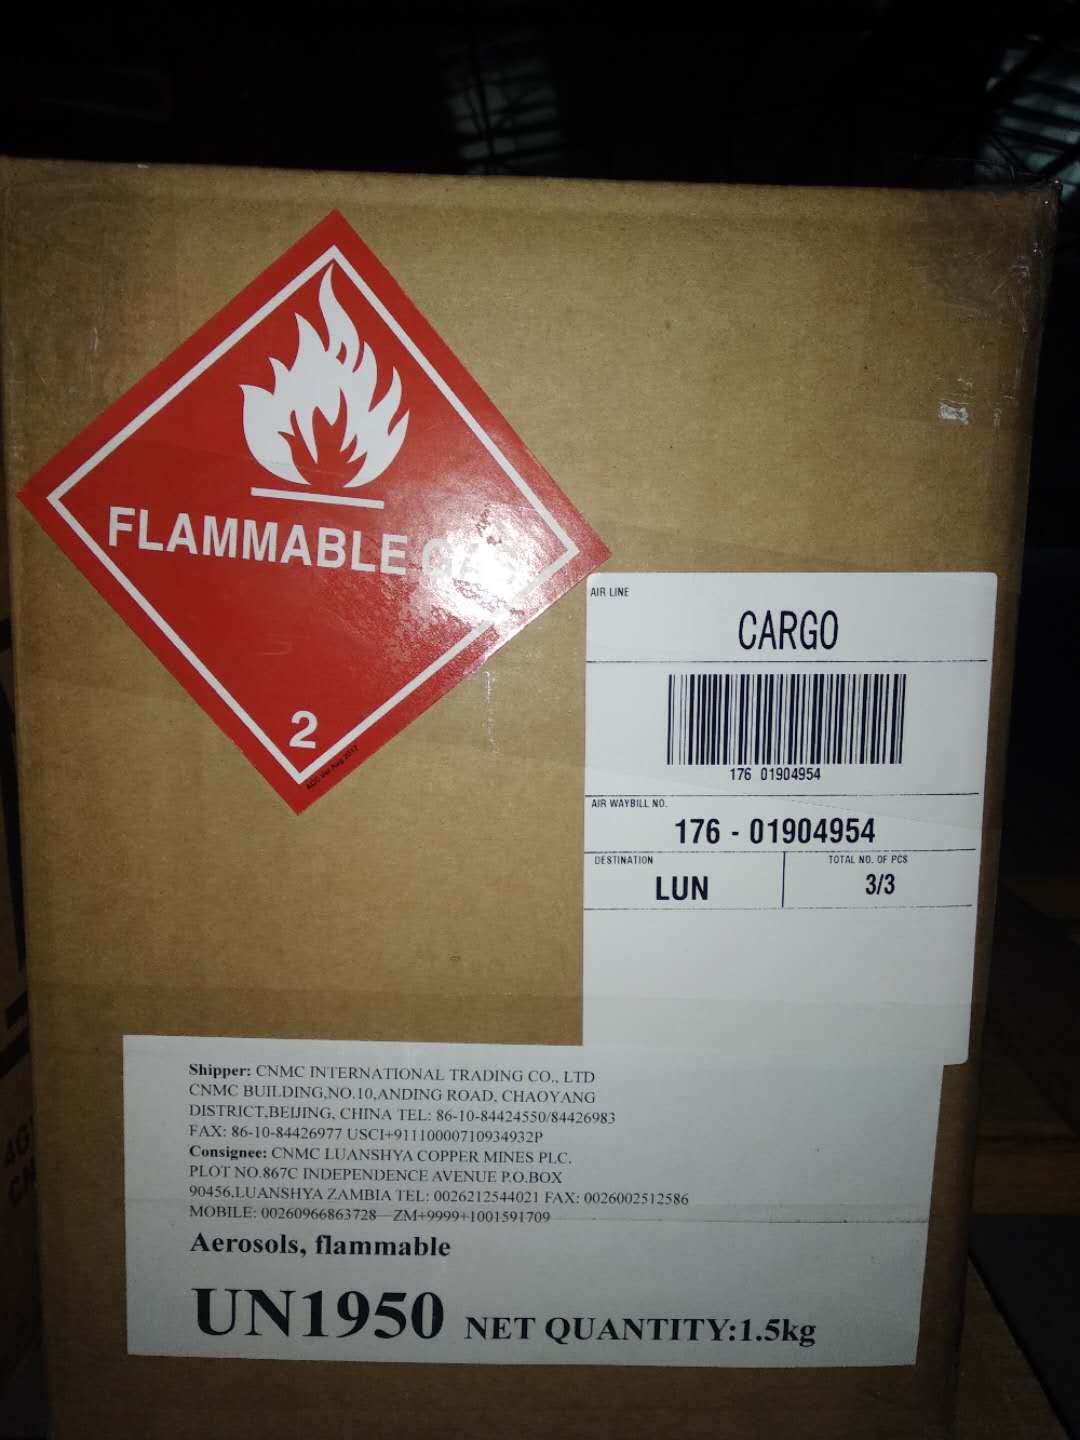 FLAMMABLE GAS
2
AIR LINE
CARGO
176 01904954
AIR WAYBILL NO.
176 - 01904954
DESTINATION
LUN
TOTAL NO. OF PCS
3/3
Shipper: CNMC INTERNATIONAL TRADING CO., LTD
CNMC BUILDING,NO.10,ANDING ROAD, CHAOYANG
DISTRICT,BEIJING, CHINA TEL: 86-10-84424550/84426983
FAX: 86-10-84426977 USCI+91110000710934932P
Consignee: CNMC LUANSHYA COPPER MINES PLC.
PLOT NO.867C INDEPENDENCE AVENUE P.O.BOX
90456,LUANSHYA ZAMBIA TEL: 0026212544021 FAX: 0026002512586
MOBILE: 00260966863728---ZM+9999+1001591709
Aerosols, flammable
UN1950 NET QUANTITY:1.5kg